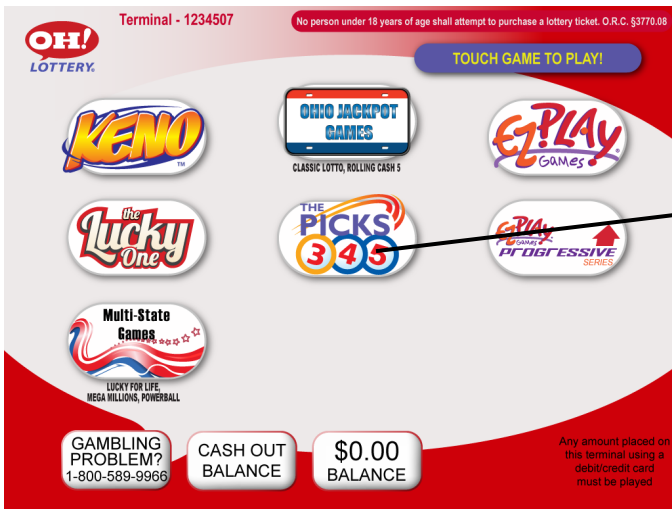 Terminal - 1234507
No person under 18 years of age shall attempt to purchase a lottery ticket. O.R.C. §3770.08
OH!
LOTTERY®
TOUCH GAME TO PLAY!
KENO™
OHIO JACKPOT
GAMES
CLASSIC LOTTO, ROLLING CASH 5
EZPLAY®
GAMES
the
Lucky
One
THE
PICKS
3 4 5
EZPLAY
GAMES
PROGRESSIVE
SERIES
Multi-State
Games
LUCKY FOR LIFE,
MEGA MILLIONS, POWERBALL
GAMBLING
PROBLEM?
1-800-589-9966
CASH OUT
BALANCE
$0.00
BALANCE
Any amount placed on
this terminal using a
debit/credit card
must be played